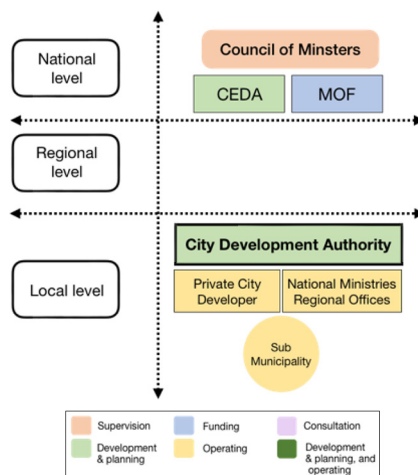 National
level
Council of Minsters
CEDA
MOF
Regional
level
City Development Authority
Local level
Private City
Developer
National Ministries
Regional Offices
Sub
Municipality
Supervision
Funding
Consultation
Development
& planning
Operating
Development
& planning, and
operating